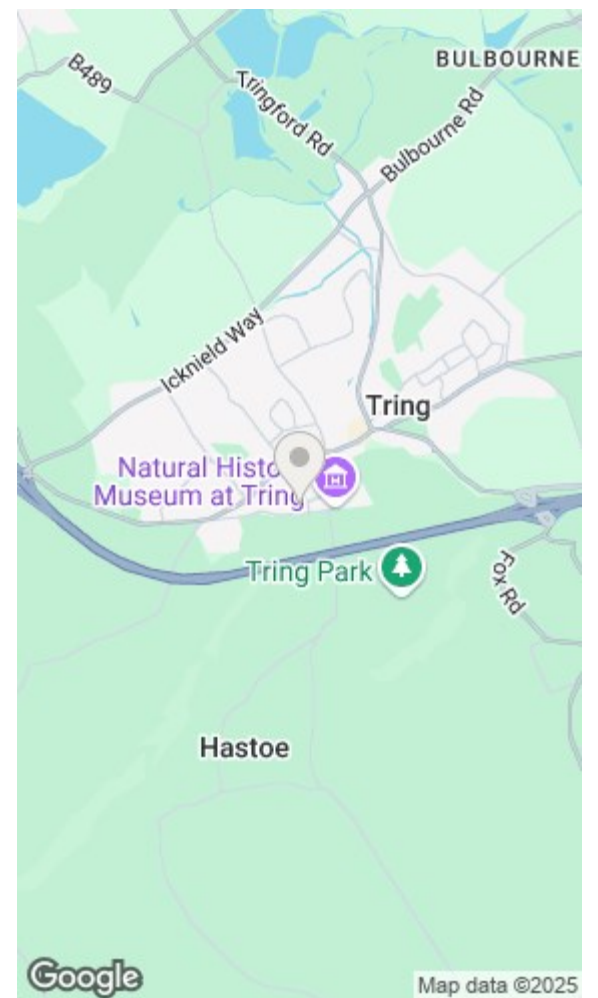 BULBOURNE
B489
Tringford Rd
Bulbourne Rd
Icknield Way
Tring
Natural Histo
Museum at Tring
Tring Park
Fox Rd
Hastoe
Google
Map data ©2025